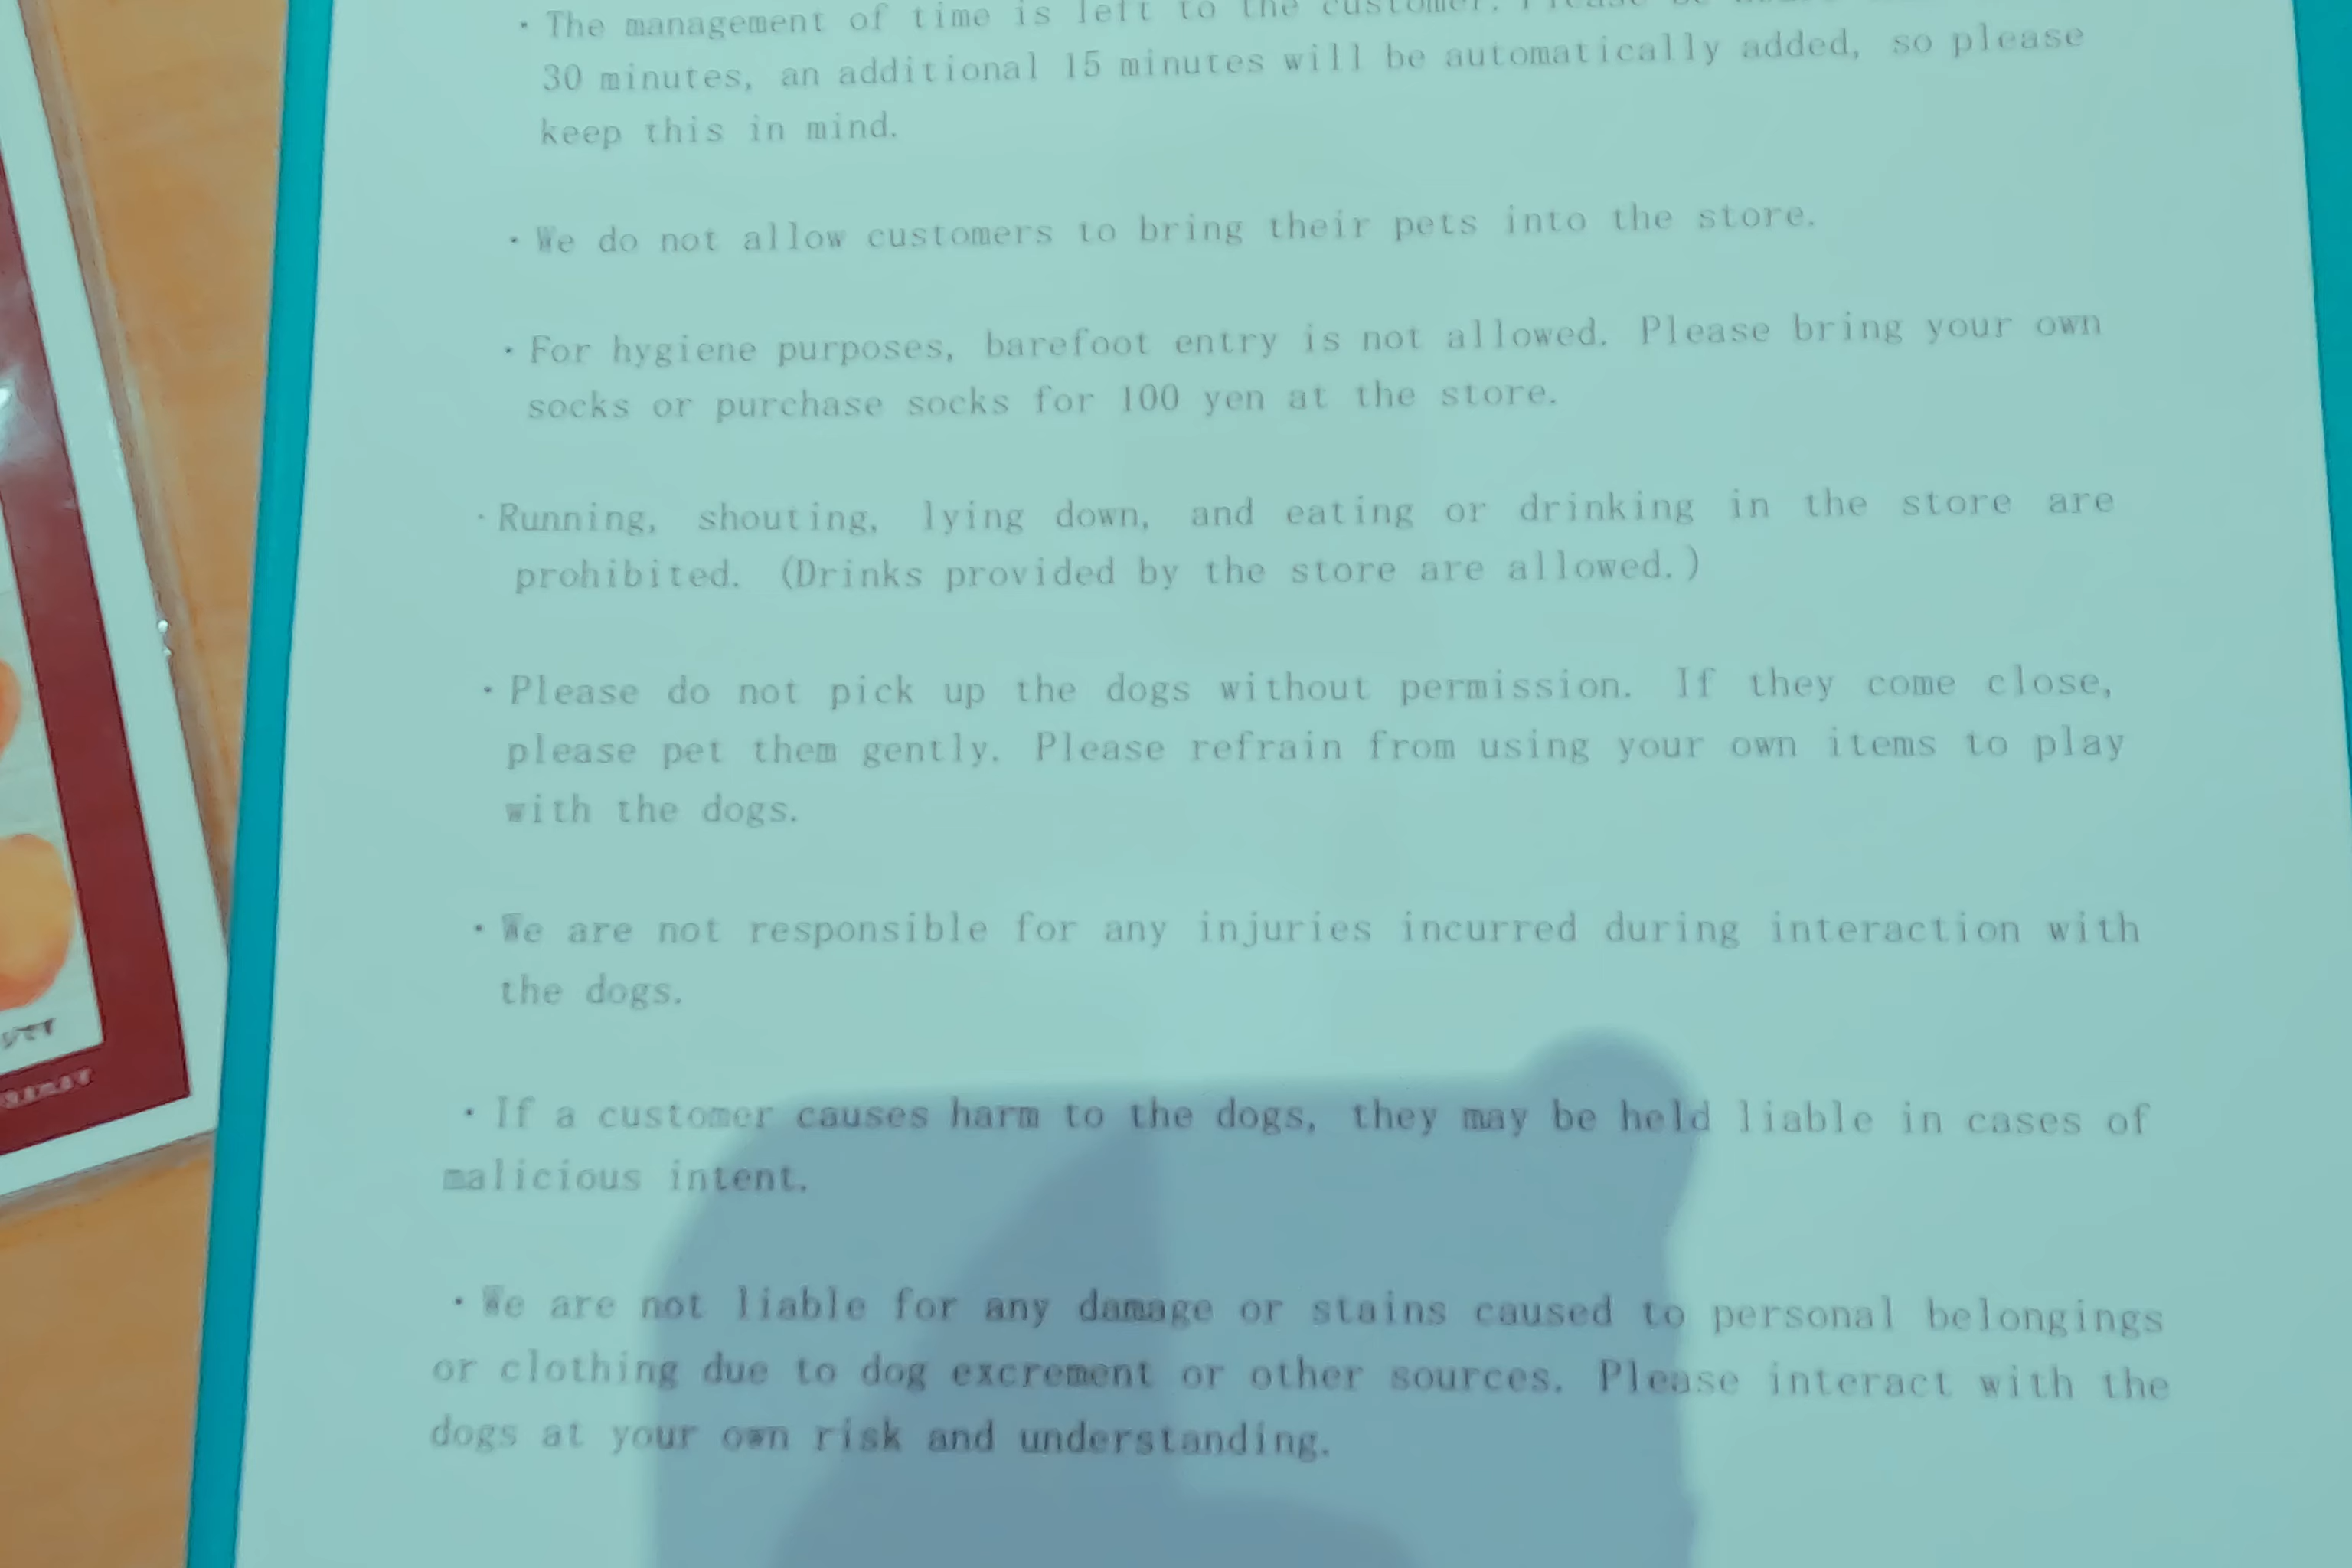 ・The management of time is left to the customer. Please be
30 minutes, an additional 15 minutes will be automatically added, so please
keep this in mind.
・We do not allow customers to bring their pets into the store.
・For hygiene purposes, barefoot entry is not allowed. Please bring your own
socks or purchase socks for 100 yen at the store.
・Running, shouting, lying down, and eating or drinking in the store are
prohibited. (Drinks provided by the store are allowed.)
・Please do not pick up the dogs without permission. If they come close,
please pet them gently. Please refrain from using your own items to play
with the dogs.
・We are not responsible for any injuries incurred during interaction with
the dogs.
・If a customer causes harm to the dogs, they may be held liable in cases of
malicious intent.
・We are not liable for any damage or stains caused to personal belongings
or clothing due to dog excrement or other sources. Please interact with the
dogs at your own risk and understanding.